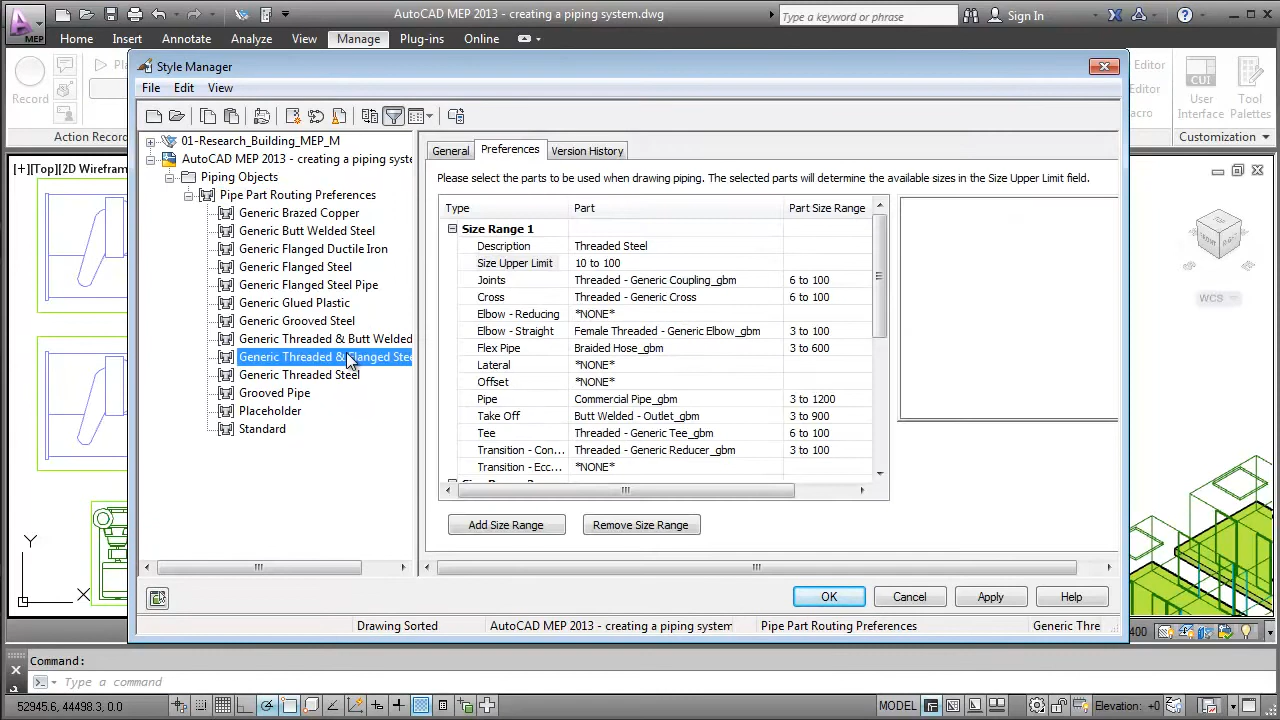 AutoCAD MEP 2013 - creating a piping system.dwg
Type a keyword or phrase
Sign In
MEP
Home Insert Annotate Analyze View Manage Plug-ins Online
Style Manager
Record
Action Record
Editor
Editor
CUI
User Interface
Tool Palettes
Customization
File Edit View
01-Research_Building_MEP_M
AutoCAD MEP 2013 - creating a piping syste
Piping Objects
Pipe Part Routing Preferences
Generic Brazed Copper
Generic Butt Welded Steel
Generic Flanged Ductile Iron
Generic Flanged Steel
Generic Flanged Steel Pipe
Generic Glued Plastic
Generic Grooved Steel
Generic Threaded & Butt Welded
Generic Threaded & Flanged Stee
Generic Threaded Steel
Grooved Pipe
Placeholder
Standard
General Preferences Version History
Please select the parts to be used when drawing piping. The selected parts will determine the available sizes in the Size Upper Limit field.
Type Part Part Size Range
Size Range 1
Description Threaded Steel
Size Upper Limit 10 to 100
Joints Threaded - Generic Coupling_gbm 6 to 100
Cross Threaded - Generic Cross 6 to 100
Elbow - Reducing *NONE*
Elbow - Straight Female Threaded - Generic Elbow_gbm 3 to 100
Flex Pipe Braided Hose_gbm 3 to 600
Lateral *NONE*
Offset *NONE*
Pipe Commercial Pipe_gbm 3 to 1200
Take Off Butt Welded - Outlet_gbm 3 to 900
Tee Threaded - Generic Tee_gbm 6 to 100
Transition - Con... Threaded - Generic Reducer_gbm 3 to 100
Transition - Ecc... *NONE*
Add Size Range Remove Size Range
OK Cancel Apply Help
Drawing Sorted AutoCAD MEP 2013 - creating a piping system Pipe Part Routing Preferences Generic Thre
[+][Top][2D Wirefram
WCS
Y
X
400
Command:
Type a command
52945.6, 44498.3, 0.0
MODEL
Elevation: +0